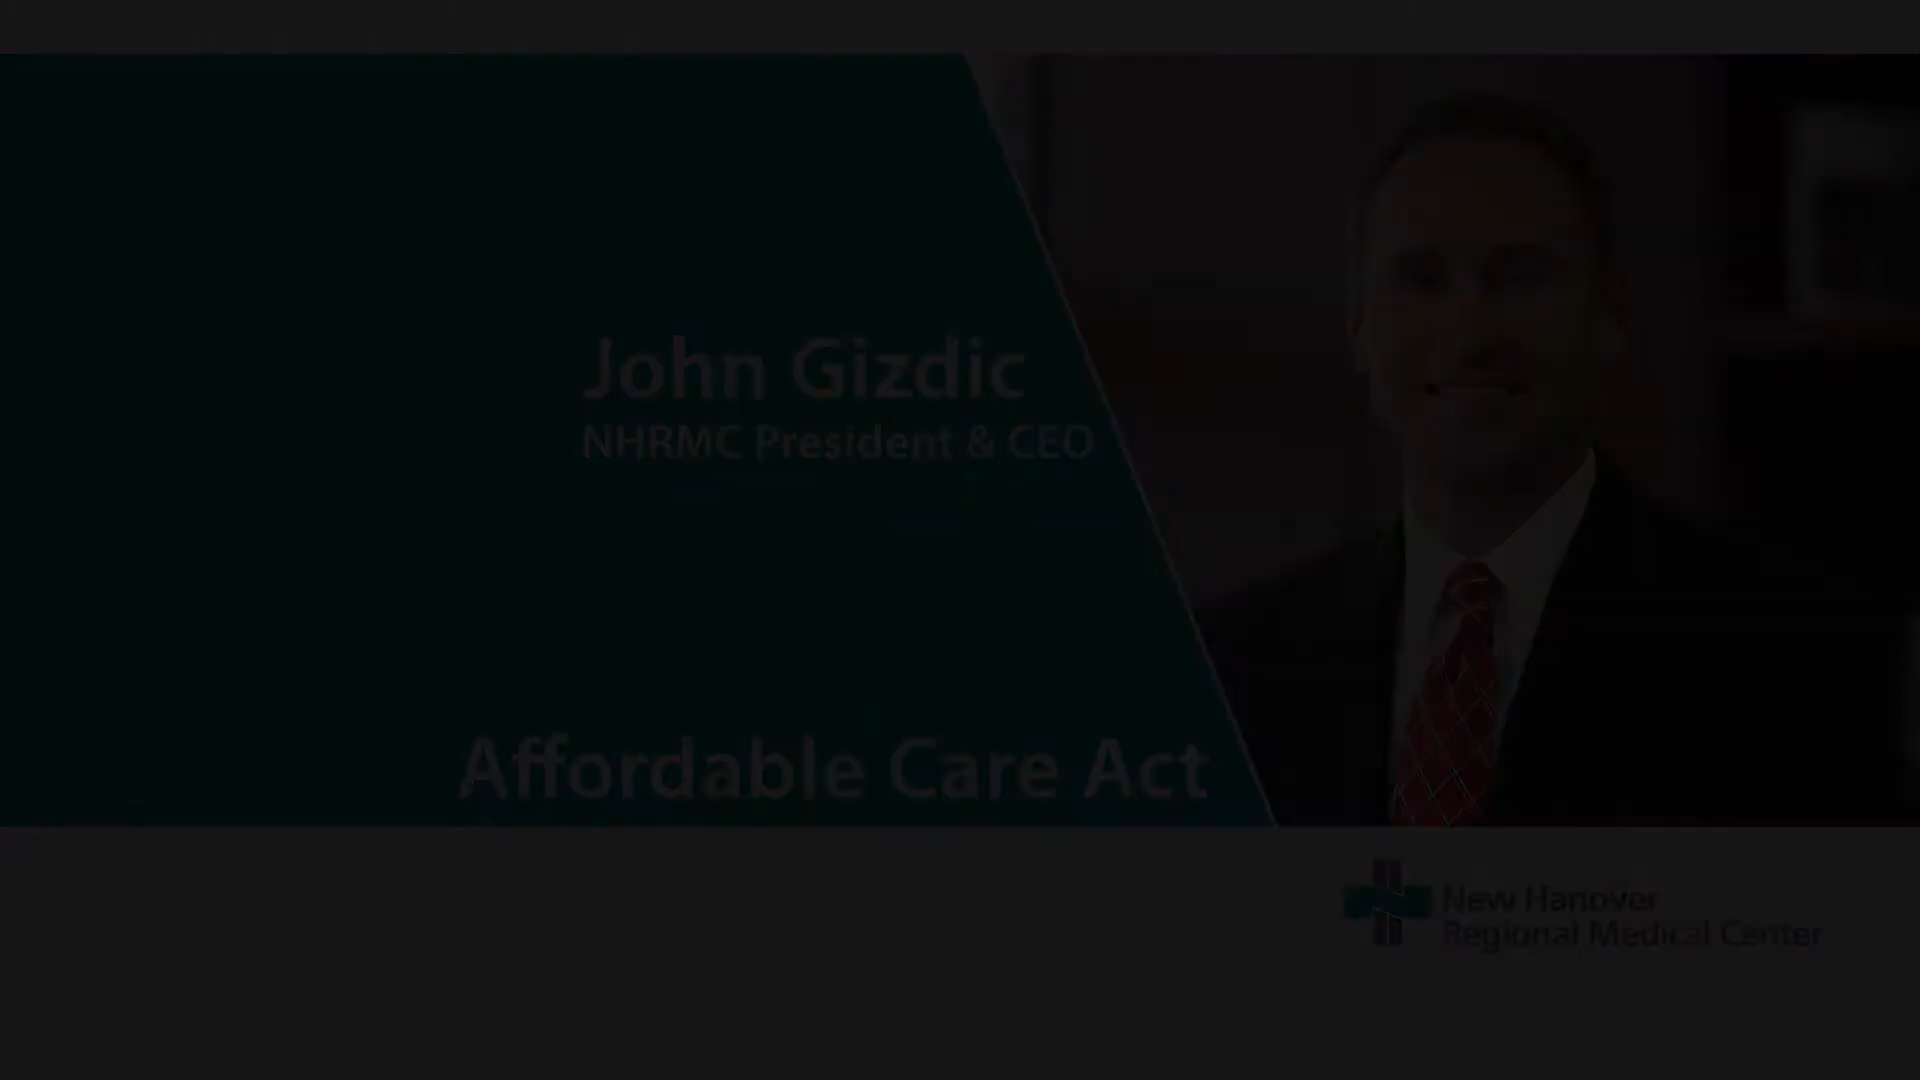 John Gizdic
NHRMC President & CEO
Affordable Care Act
New Hanover
Regional Medical Center